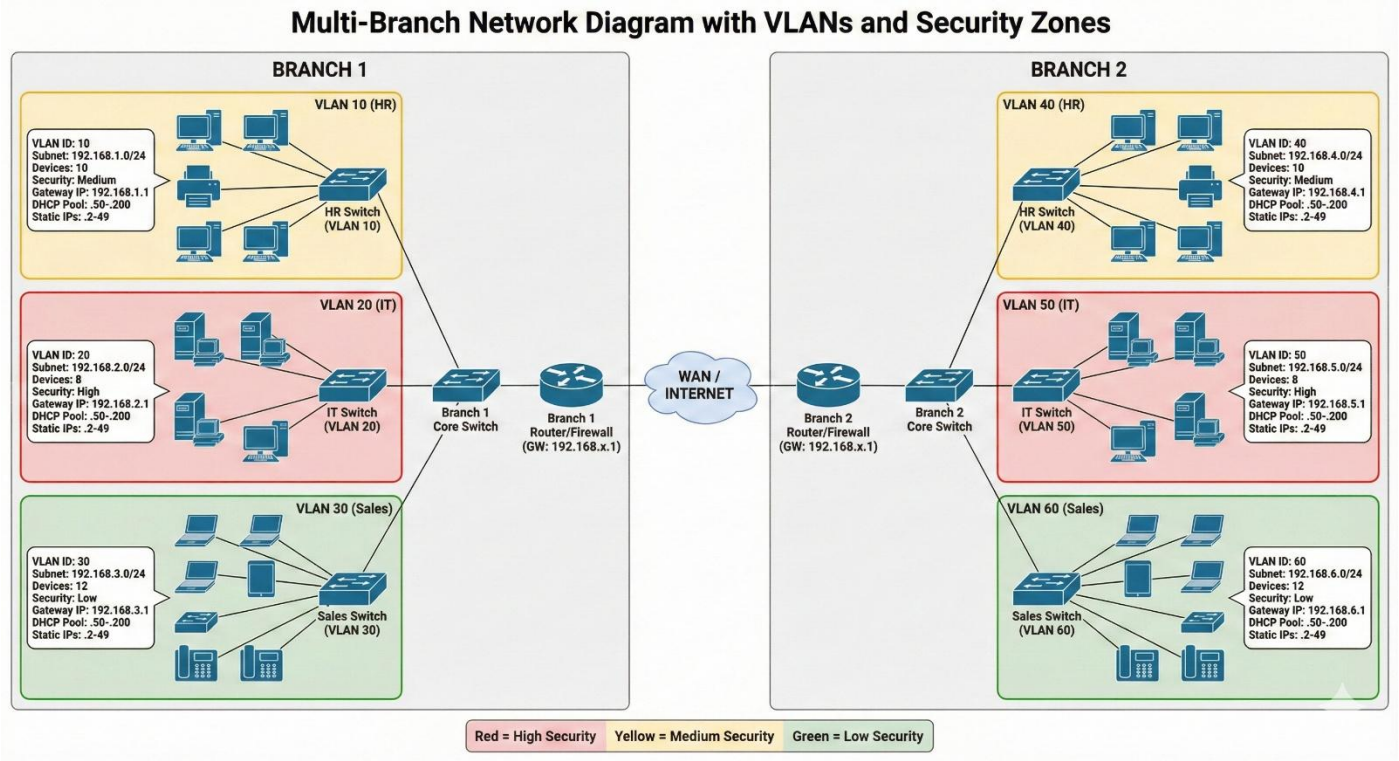 Multi-Branch Network Diagram with VLANs and Security Zones
BRANCH 1
VLAN 10 (HR)
VLAN ID: 10
Subnet: 192.168.1.0/24
Devices: 10
Security: Medium
Gateway IP: 192.168.1.1
DHCP Pool: .50-.200
Static IPs: .2-49
HR Switch
(VLAN 10)
VLAN 20 (IT)
VLAN ID: 20
Subnet: 192.168.2.0/24
Devices: 8
Security: High
Gateway IP: 192.168.2.1
DHCP Pool: .50-.200
Static IPs: .2-49
IT Switch
(VLAN 20)
Branch 1
Core Switch
Branch 1
Router/Firewall
(GW: 192.168.x.1)
VLAN 30 (Sales)
VLAN ID: 30
Subnet: 192.168.3.0/24
Devices: 12
Security: Low
Gateway IP: 192.168.3.1
DHCP Pool: .50-.200
Static IPs: .2-49
Sales Switch
(VLAN 30)
WAN /
INTERNET
BRANCH 2
VLAN 40 (HR)
HR Switch
(VLAN 40)
VLAN ID: 40
Subnet: 192.168.4.0/24
Devices: 10
Security: Medium
Gateway IP: 192.168.4.1
DHCP Pool: .50-.200
Static IPs: .2-49
Branch 2
Router/Firewall
(GW: 192.168.x.1)
Branch 2
Core Switch
VLAN 50 (IT)
IT Switch
(VLAN 50)
VLAN ID: 50
Subnet: 192.168.5.0/24
Devices: 8
Security: High
Gateway IP: 192.168.5.1
DHCP Pool: .50-.200
Static IPs: .2-49
VLAN 60 (Sales)
Sales Switch
(VLAN 60)
VLAN ID: 60
Subnet: 192.168.6.0/24
Devices: 12
Security: Low
Gateway IP: 192.168.6.1
DHCP Pool: .50-.200
Static IPs: .2-49
Red = High Security
Yellow = Medium Security
Green = Low Security